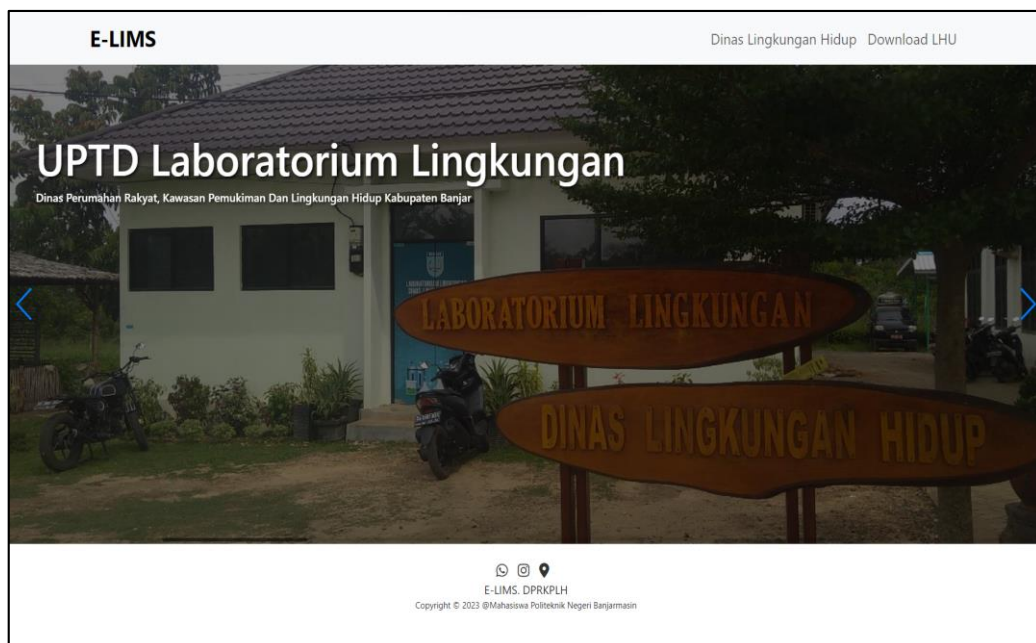 E-LIMS
Dinas Lingkungan Hidup Download LHU
UPTD Laboratorium Lingkungan
Dinas Perumahan Rakyat, Kawasan Pemukiman Dan Lingkungan Hidup Kabupaten Banjar
LABORATORIUM LINGKUNGAN
DINAS LINGKUNGAN HIDUP
E-LIMS. DPRKPLH
Copyright © 2023 @Mahasiswa Politeknik Negeri Banjarmasin